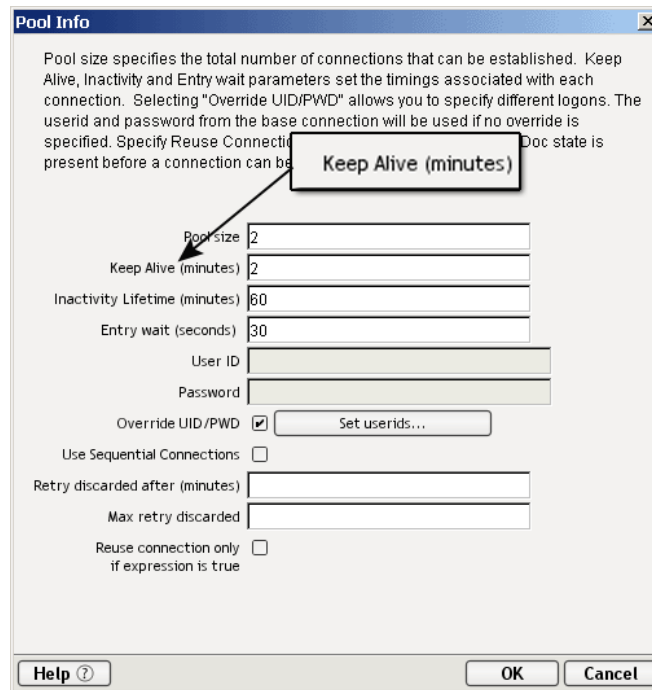 Pool Info
Pool size specifies the total number of connections that can be established. Keep
Alive, Inactivity and Entry wait parameters set the timings associated with each
connection. Selecting "Override UID/PWD" allows you to specify different logons. The
userid and password from the base connection will be used if no override is
specified. Specify Reuse Connectio Doc state is
present before a connection can be
Keep Alive (minutes)
Pool size 2
Keep Alive (minutes) 2
Inactivity Lifetime (minutes) 60
Entry wait (seconds) 30
User ID
Password
Override UID/PWD Set userids...
Use Sequential Connections
Retry discarded after (minutes)
Max retry discarded
Reuse connection only
if expression is true
Help ?
OK Cancel